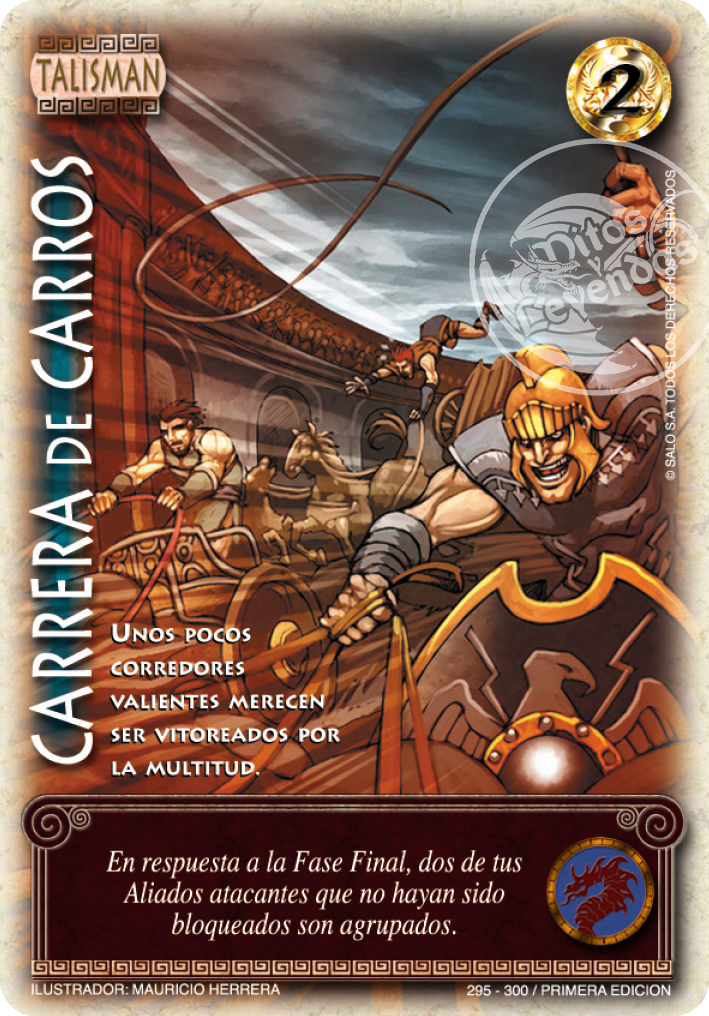 TALISMAN
2
Mitos
y
Leyendas
© SALO S.A. TODOS LOS DERECHOS RESERVADOS
CARRERA DE CARROS
UNOS POCOS
CORREDORES
VALIENTES MERECEN
SER VITOREADOS POR
LA MULTITUD.
En respuesta a la Fase Final, dos de tus
Aliados atacantes que no hayan sido
bloqueados son agrupados.
ILUSTRADOR: MAURICIO HERRERA
295 - 300 / PRIMERA EDICION